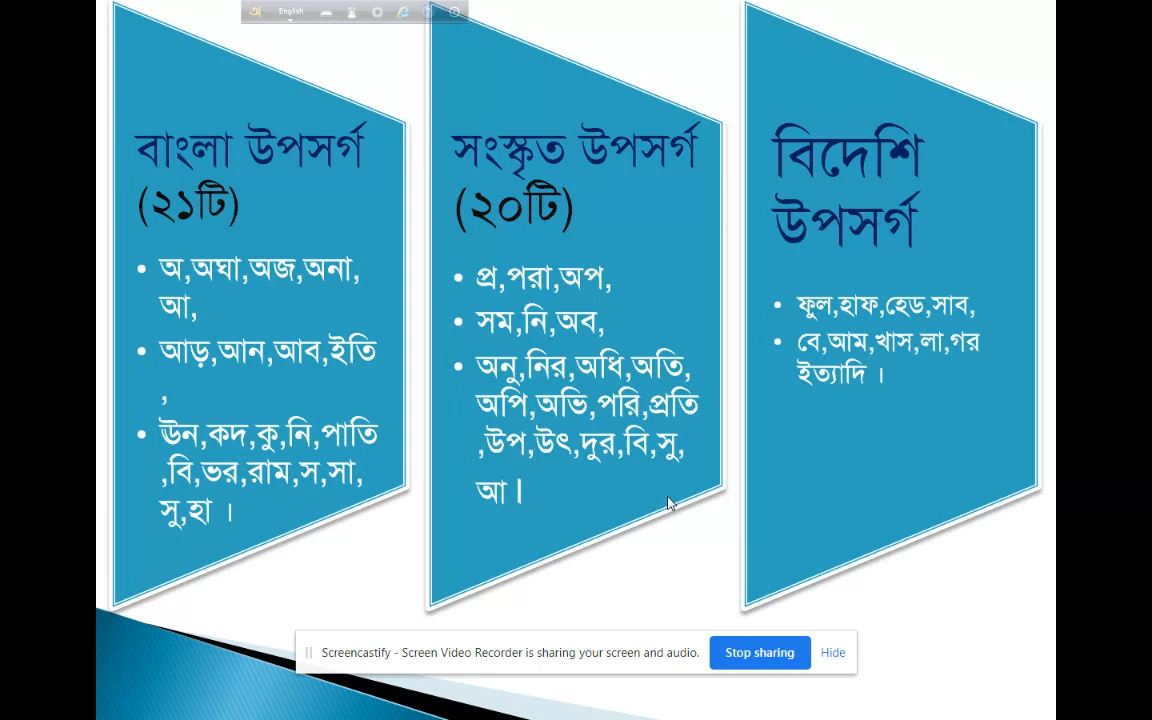 অ English
বাংলা উপসর্গ
(২১টি)
• অ,অঘা,অজ,অনা,
আ,
• আড়,আন,আব,ইতি
,
• ঊন,কদ,কু,নি,পাতি
,বি,ভর,রাম,স,সা,
সু,হা ।
সংস্কৃত উপসর্গ
(২০টি)
• প্র,পরা,অপ,
• সম,নি,অব,
• অনু,নির,অধি,অতি,
অপি,অভি,পরি,প্রতি
,উপ,উৎ,দুর,বি,সু,
আ।
বিদেশি
উপসর্গ
• ফুল,হাফ,হেড,সাব,
• বে,আম,খাস,লা,গর
ইত্যাদি ।
Screencastify - Screen Video Recorder is sharing your screen and audio. Stop sharing Hide